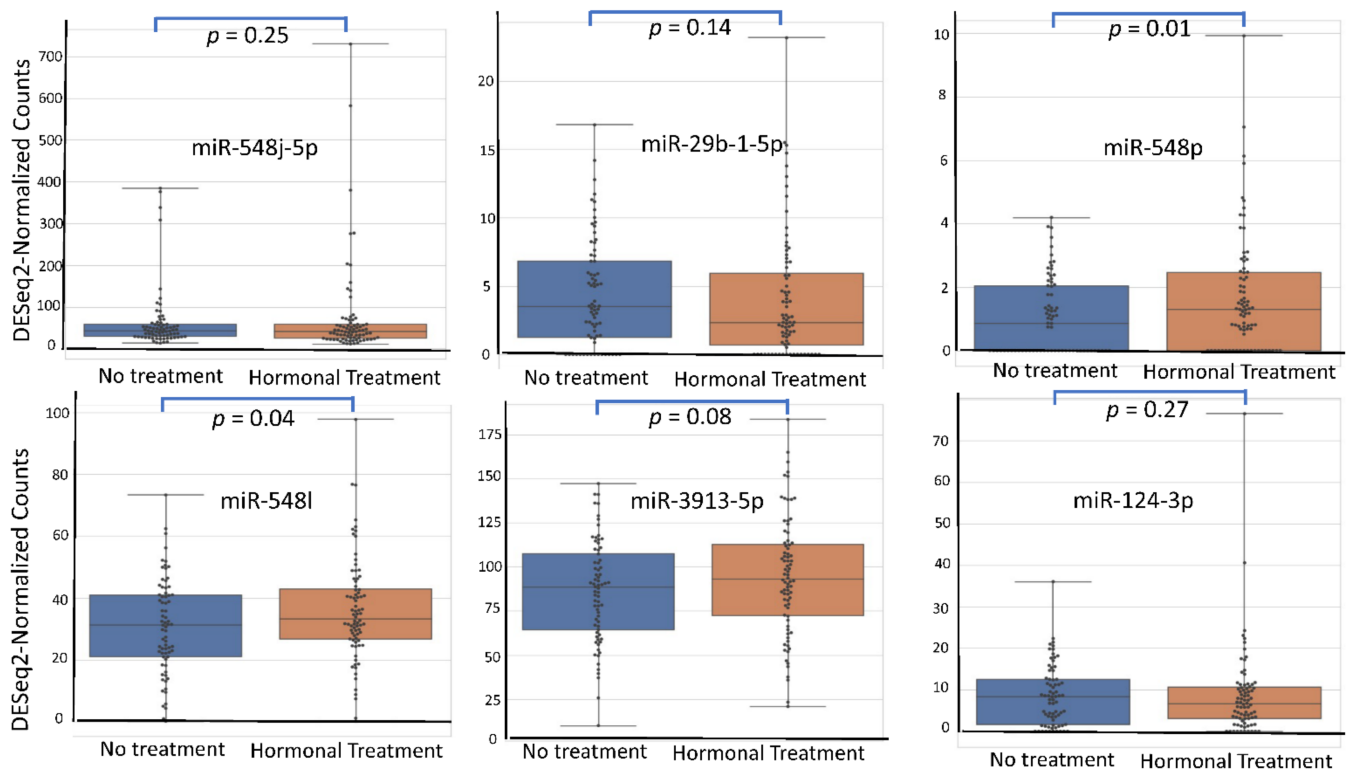 DESeq2-Normalized Counts
p = 0.25
miR-548j-5p
700
600
500
400
300
200
100
0
No treatment
Hormonal Treatment
p = 0.14
miR-29b-1-5p
20
15
10
5
0
No treatment
Hormonal Treatment
p = 0.01
miR-548p
10
8
6
4
2
0
No treatment
Hormonal Treatment
DESeq2-Normalized Counts
p = 0.04
miR-548l
100
80
60
40
20
0
No treatment
Hormonal Treatment
p = 0.08
miR-3913-5p
175
150
125
100
75
50
25
0
No treatment
Hormonal Treatment
p = 0.27
miR-124-3p
70
60
50
40
30
20
10
0
No treatment
Hormonal Treatment